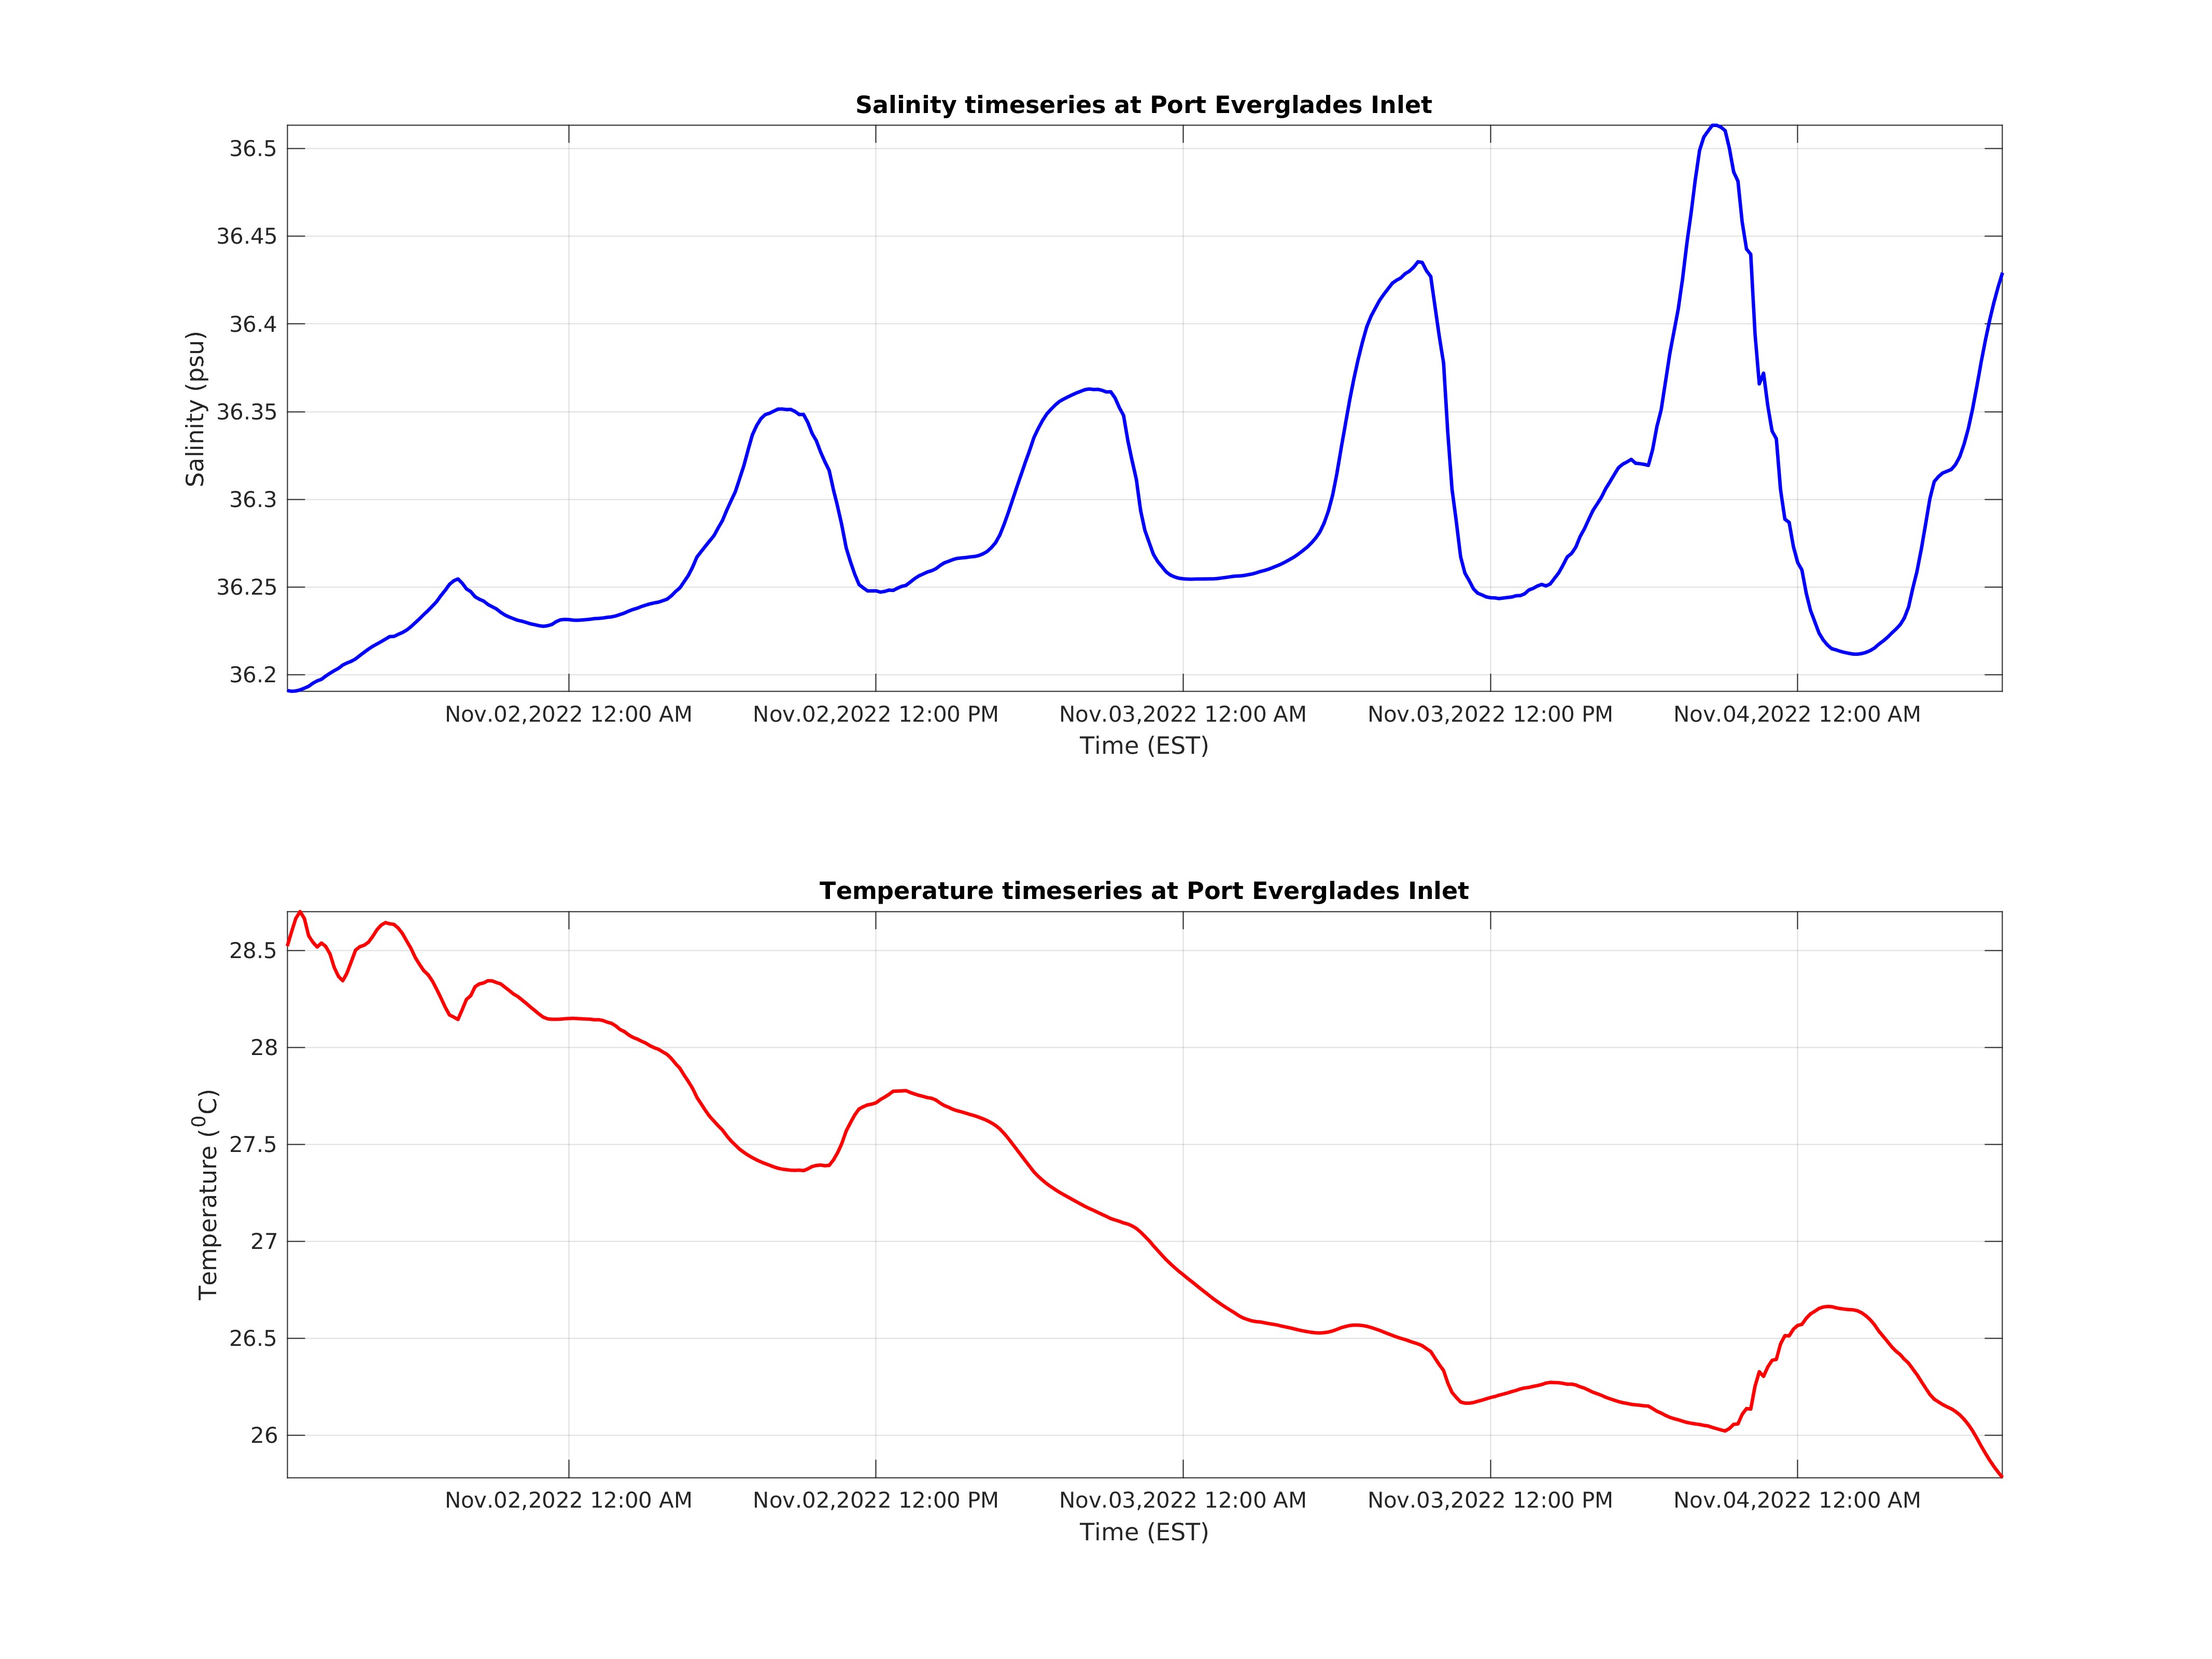 Salinity timeseries at Port Everglades Inlet
36.5
36.45
36.4
36.35
36.3
36.25
36.2
Salinity (psu)
Nov.02,2022 12:00 AM Nov.02,2022 12:00 PM Nov.03,2022 12:00 AM Nov.03,2022 12:00 PM Nov.04,2022 12:00 AM
Time (EST)
Temperature timeseries at Port Everglades Inlet
28.5
28
27.5
27
26.5
26
Temperature (⁰C)
Nov.02,2022 12:00 AM Nov.02,2022 12:00 PM Nov.03,2022 12:00 AM Nov.03,2022 12:00 PM Nov.04,2022 12:00 AM
Time (EST)